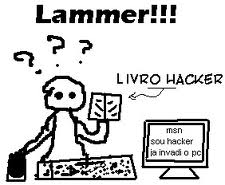 Lammer!!!
? ? ?
LIVRO HACKER
msn
sou hacker
ja invadi o pc